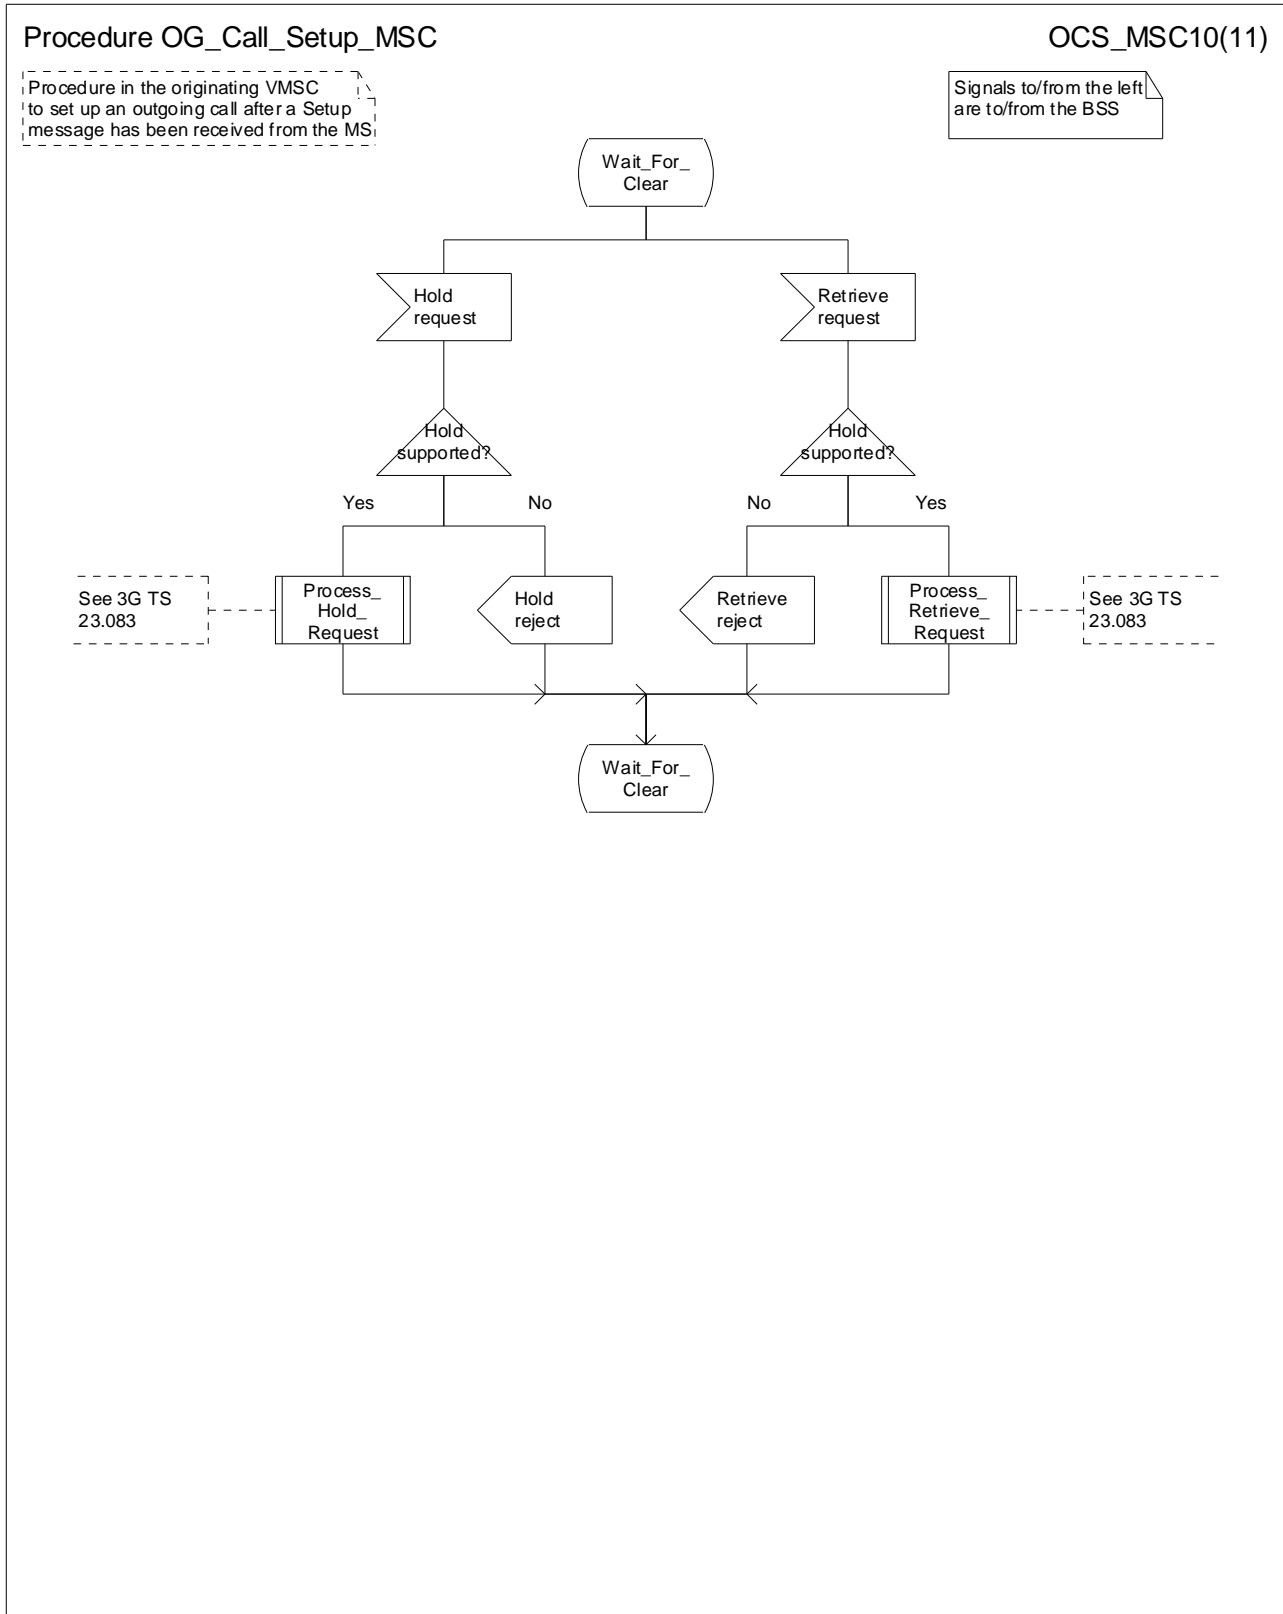 Procedure OG_Call_Setup_MSC
OCS_MSC10(11)
Procedure in the originating VMSC
to set up an outgoing call after a Setup
message has been received from the MS
Signals to/from the left
are to/from the BSS
Wait_For_
Clear
Hold
request
Retrieve
request
Hold
supported?
Hold
supported?
Yes
No
No
Yes
See 3G TS
23.083
Process_
Hold_
Request
Hold
reject
Retrieve
reject
Process_
Retrieve_
Request
See 3G TS
23.083
Wait_For_
Clear